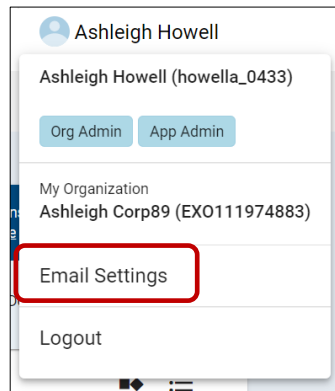 Ashleigh Howell
Ashleigh Howell (howella_0433)
Org Admin App Admin
My Organization
Ashleigh Corp89 (EXO111974883)
Email Settings
Logout